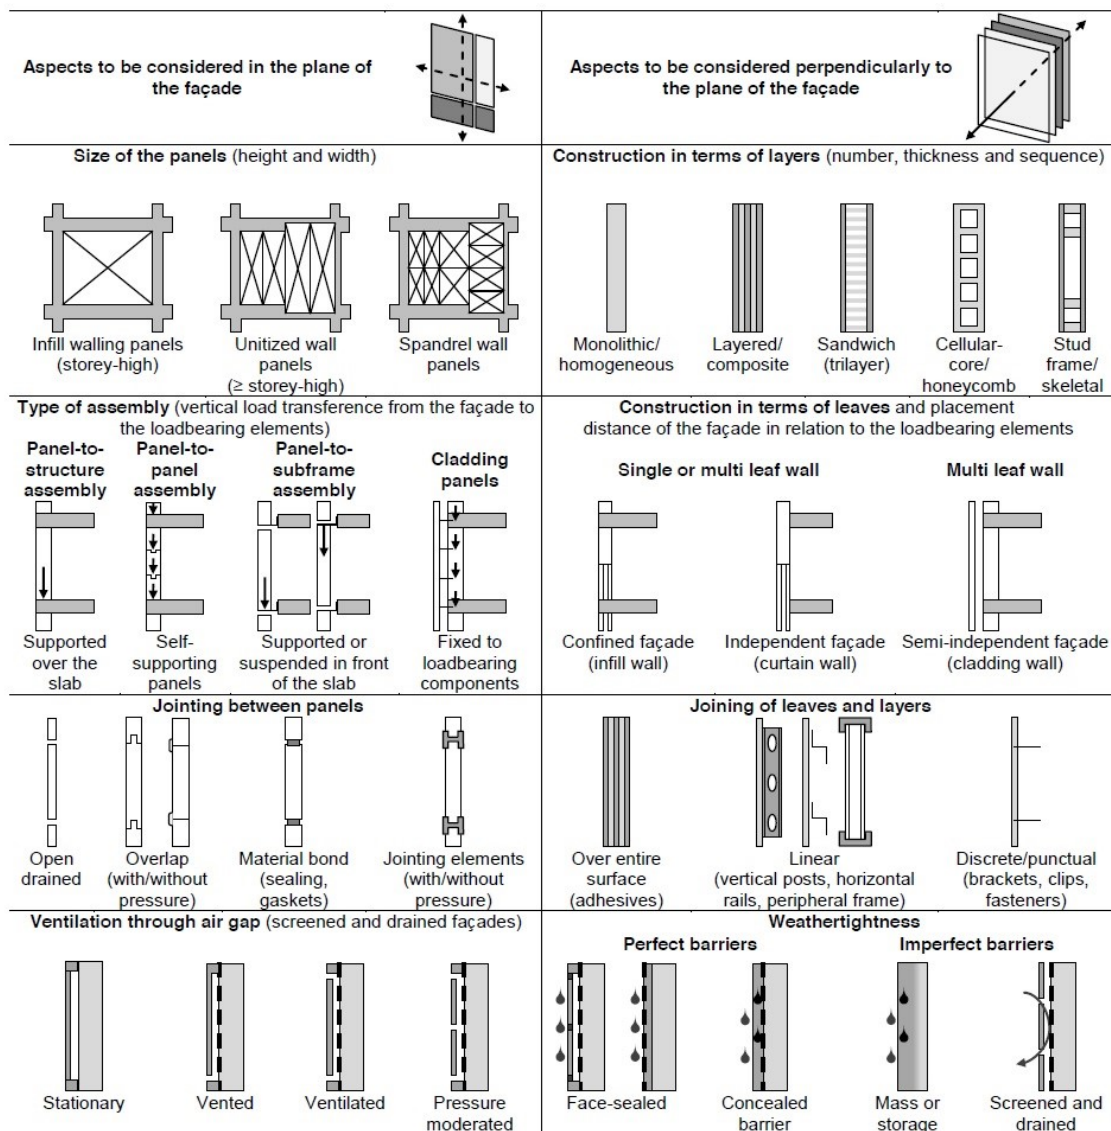 Aspects to be considered in the plane of
the façade
Aspects to be considered perpendicularly to
the plane of the façade
Size of the panels (height and width)
Infill walling panels
(storey-high)
Unitized wall
panels
(≥ storey-high)
Spandrel wall
panels
Construction in terms of layers (number, thickness and sequence)
Monolithic/
homogeneous
Layered/
composite
Sandwich
(trilayer)
Cellular-
core/
honeycomb
Stud
frame/
skeletal
Type of assembly (vertical load transference from the façade to
the loadbearing elements)
Panel-to-
structure
assembly
Panel-to-
panel
assembly
Panel-to-
subframe
assembly
Cladding
panels
Supported
over the
slab
Self-
supporting
panels
Supported or
suspended in front
of the slab
Fixed to
loadbearing
components
Construction in terms of leaves and placement
distance of the façade in relation to the loadbearing elements
Single or multi leaf wall
Multi leaf wall
Confined façade
(infill wall)
Independent façade
(curtain wall)
Semi-independent façade
(cladding wall)
Jointing between panels
Open
drained
Overlap
(with/without
pressure)
Material bond
(sealing,
gaskets)
Jointing elements
(with/without
pressure)
Joining of leaves and layers
Over entire
surface
(adhesives)
Linear
(vertical posts, horizontal
rails, peripheral frame)
Discrete/punctual
(brackets, clips,
fasteners)
Ventilation through air gap (screened and drained façades)
Stationary
Vented
Ventilated
Pressure
moderated
Weathertightness
Perfect barriers
Imperfect barriers
Face-sealed
Concealed
barrier
Mass or
storage
Screened and
drained